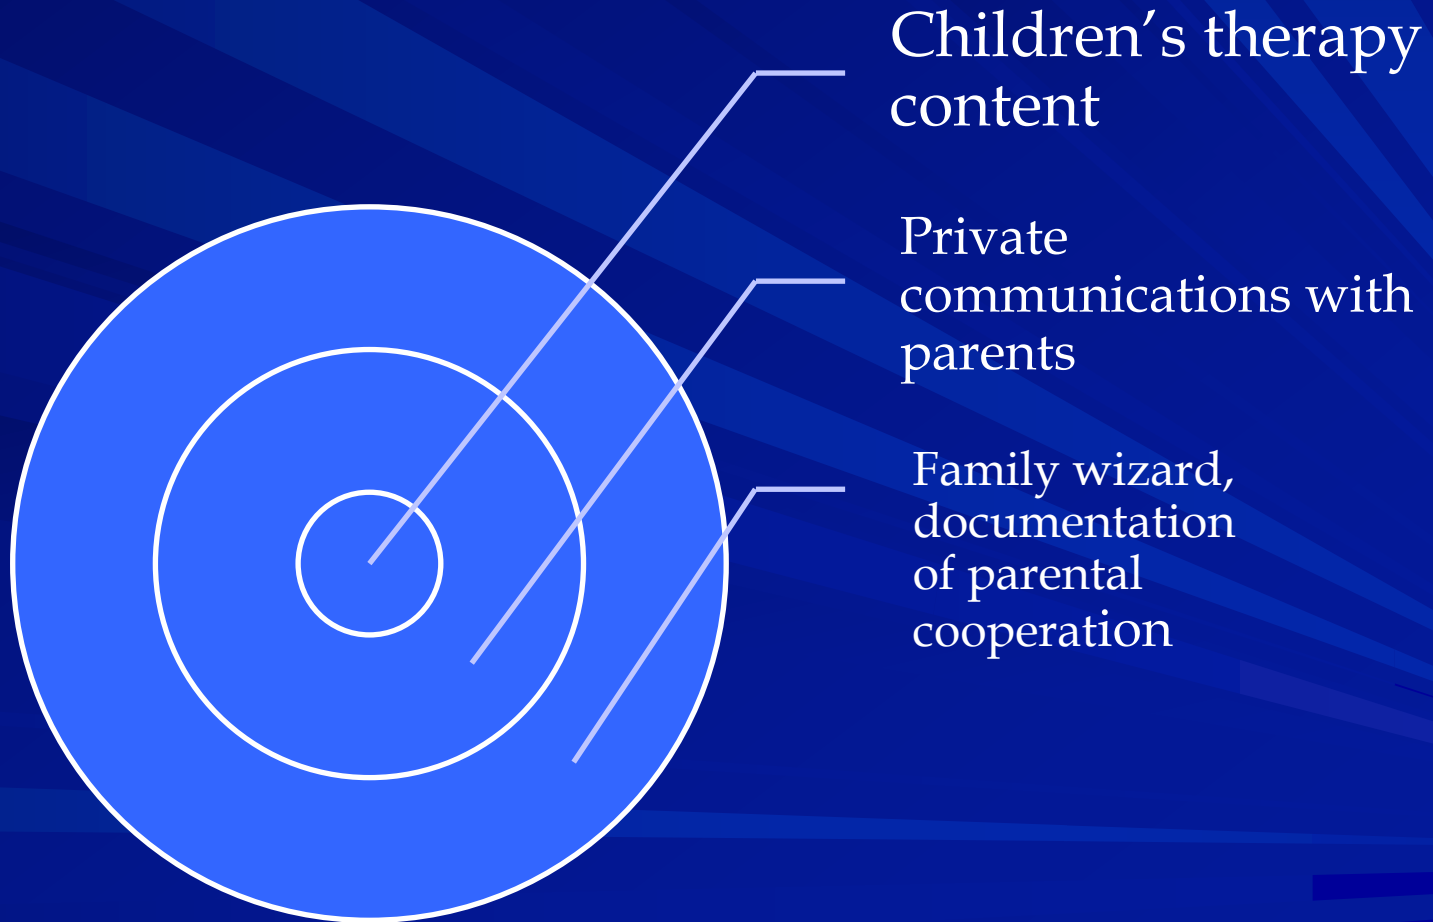 Children’s therapy
content
Private
communications with
parents
Family wizard,
documentation
of parental
cooperation